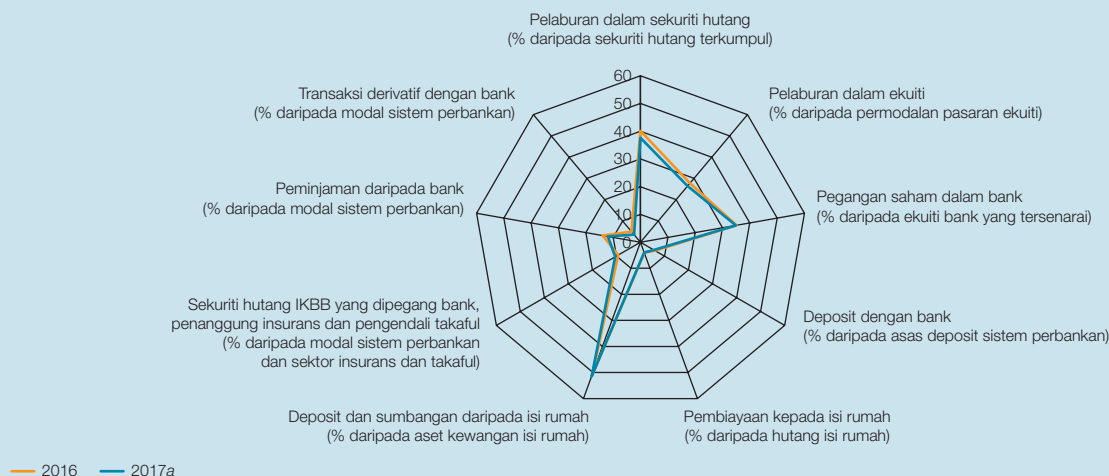 Pelaburan dalam sekuriti hutang
(% daripada sekuriti hutang terkumpul)
Transaksi derivatif dengan bank
(% daripada modal sistem perbankan)
Pelaburan dalam ekuiti
(% daripada permodalan pasaran ekuiti)
60
50
40
30
20
10
0
Peminjaman daripada bank
(% daripada modal sistem perbankan)
Pegangan saham dalam bank
(% daripada ekuiti bank yang tersenarai)
Sekuriti hutang IKBB yang dipegang bank,
penanggung insurans dan pengendali takaful
(% daripada modal sistem perbankan
dan sektor insurans dan takaful)
Deposit dengan bank
(% daripada asas deposit sistem perbankan)
Deposit dan sumbangan daripada isi rumah
(% daripada aset kewangan isi rumah)
Pembiayaan kepada isi rumah
(% daripada hutang isi rumah)
2016
2017a